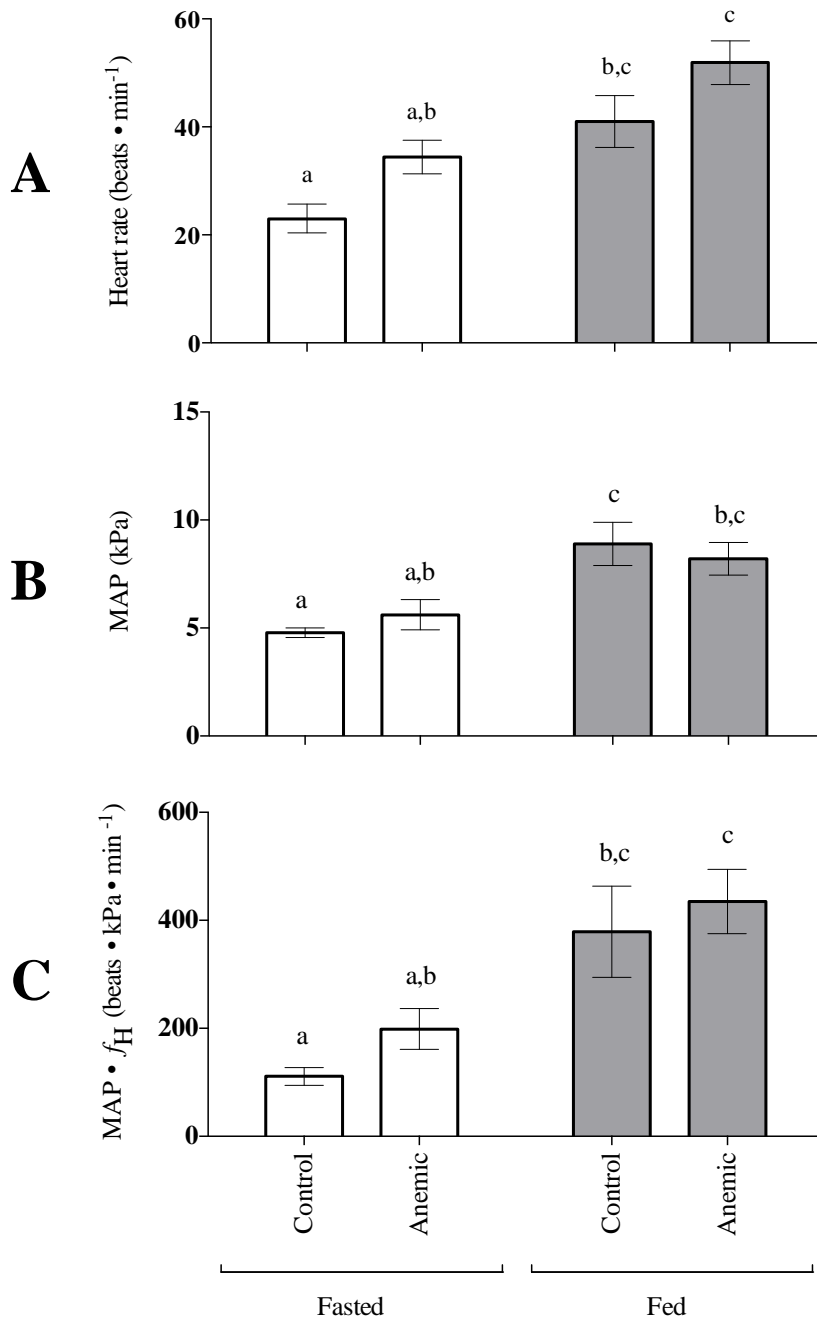 A
Heart rate (beats • min-1)
60
40
20
0
a
a,b
b,c
c
B
MAP (kPa)
15
10
5
0
a
a,b
c
b,c
C
MAP • fH (beats • kPa • min -1)
600
400
200
0
a
a,b
b,c
c
Control
Anemic
Control
Anemic
Fasted
Fed